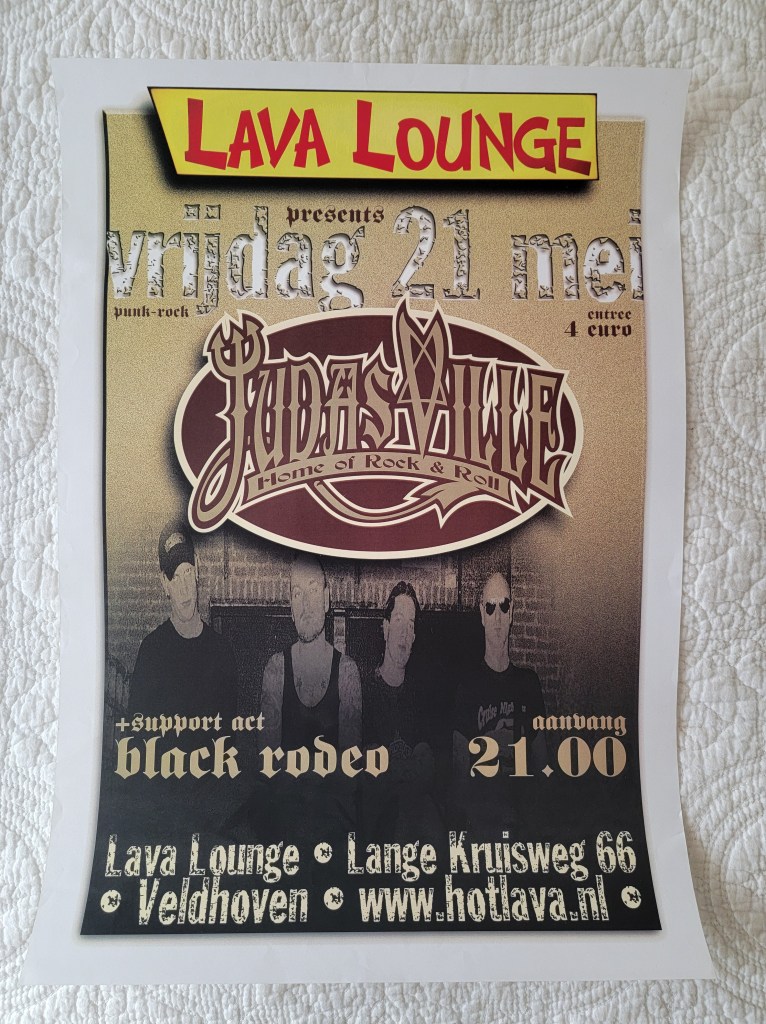 LAVA LOUNGE
presents
vrijdag 21 mei
punk-rock
entree
4 euro
JUDASVILLE
Home of Rock & Roll
+support act
black rodeo
aanvang
21.00
Lava Lounge • Lange Kruisweg 66
• Veldhoven • www.hotlava.nl •